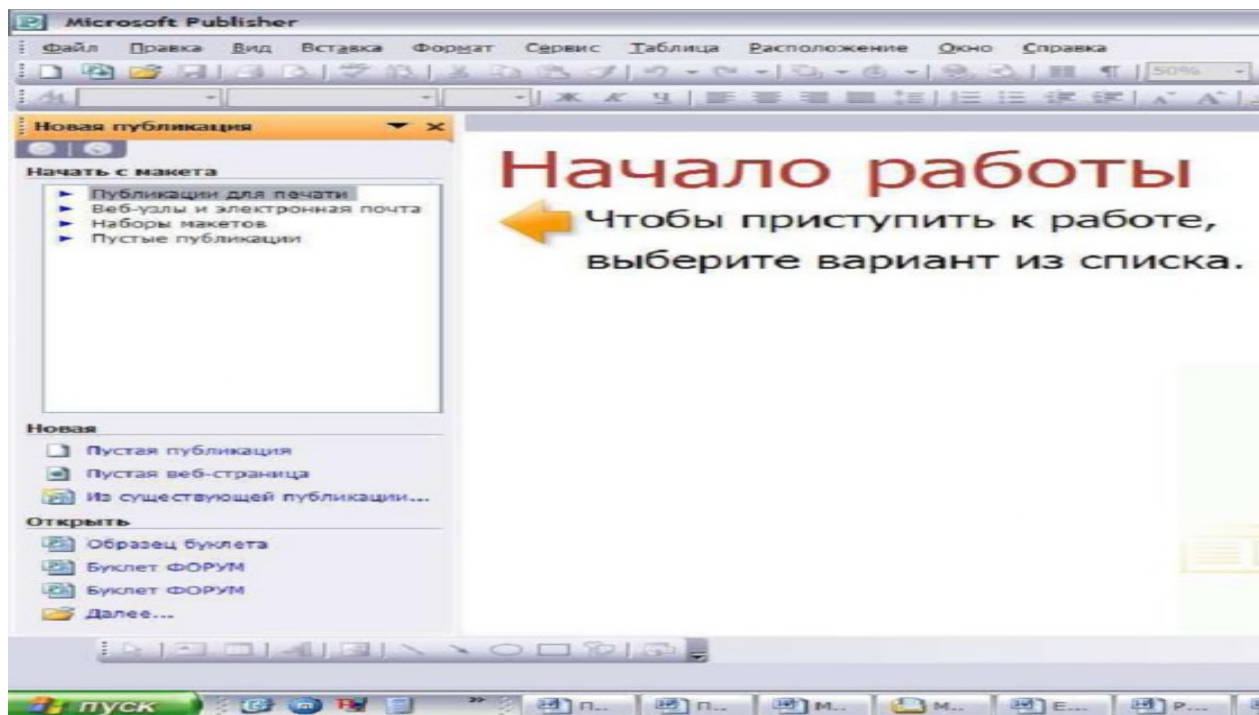 Microsoft Publisher
Файл Правка Вид Вставка Формат Сервис Таблица Расположение Окно Справка
50%
Ж К Ч
Новая публикация
Начать с макета
Публикации для печати
Веб-узлы и электронная почта
Наборы макетов
Пустые публикации
Начало работы
Чтобы приступить к работе,
выберите вариант из списка.
Новая
Пустая публикация
Пустая веб-страница
Из существующей публикации...
Открыть
Образец буклета
Буклет ФОРУМ
Буклет ФОРУМ
Далее...
пуск
П... П... М... М... Е... Р...